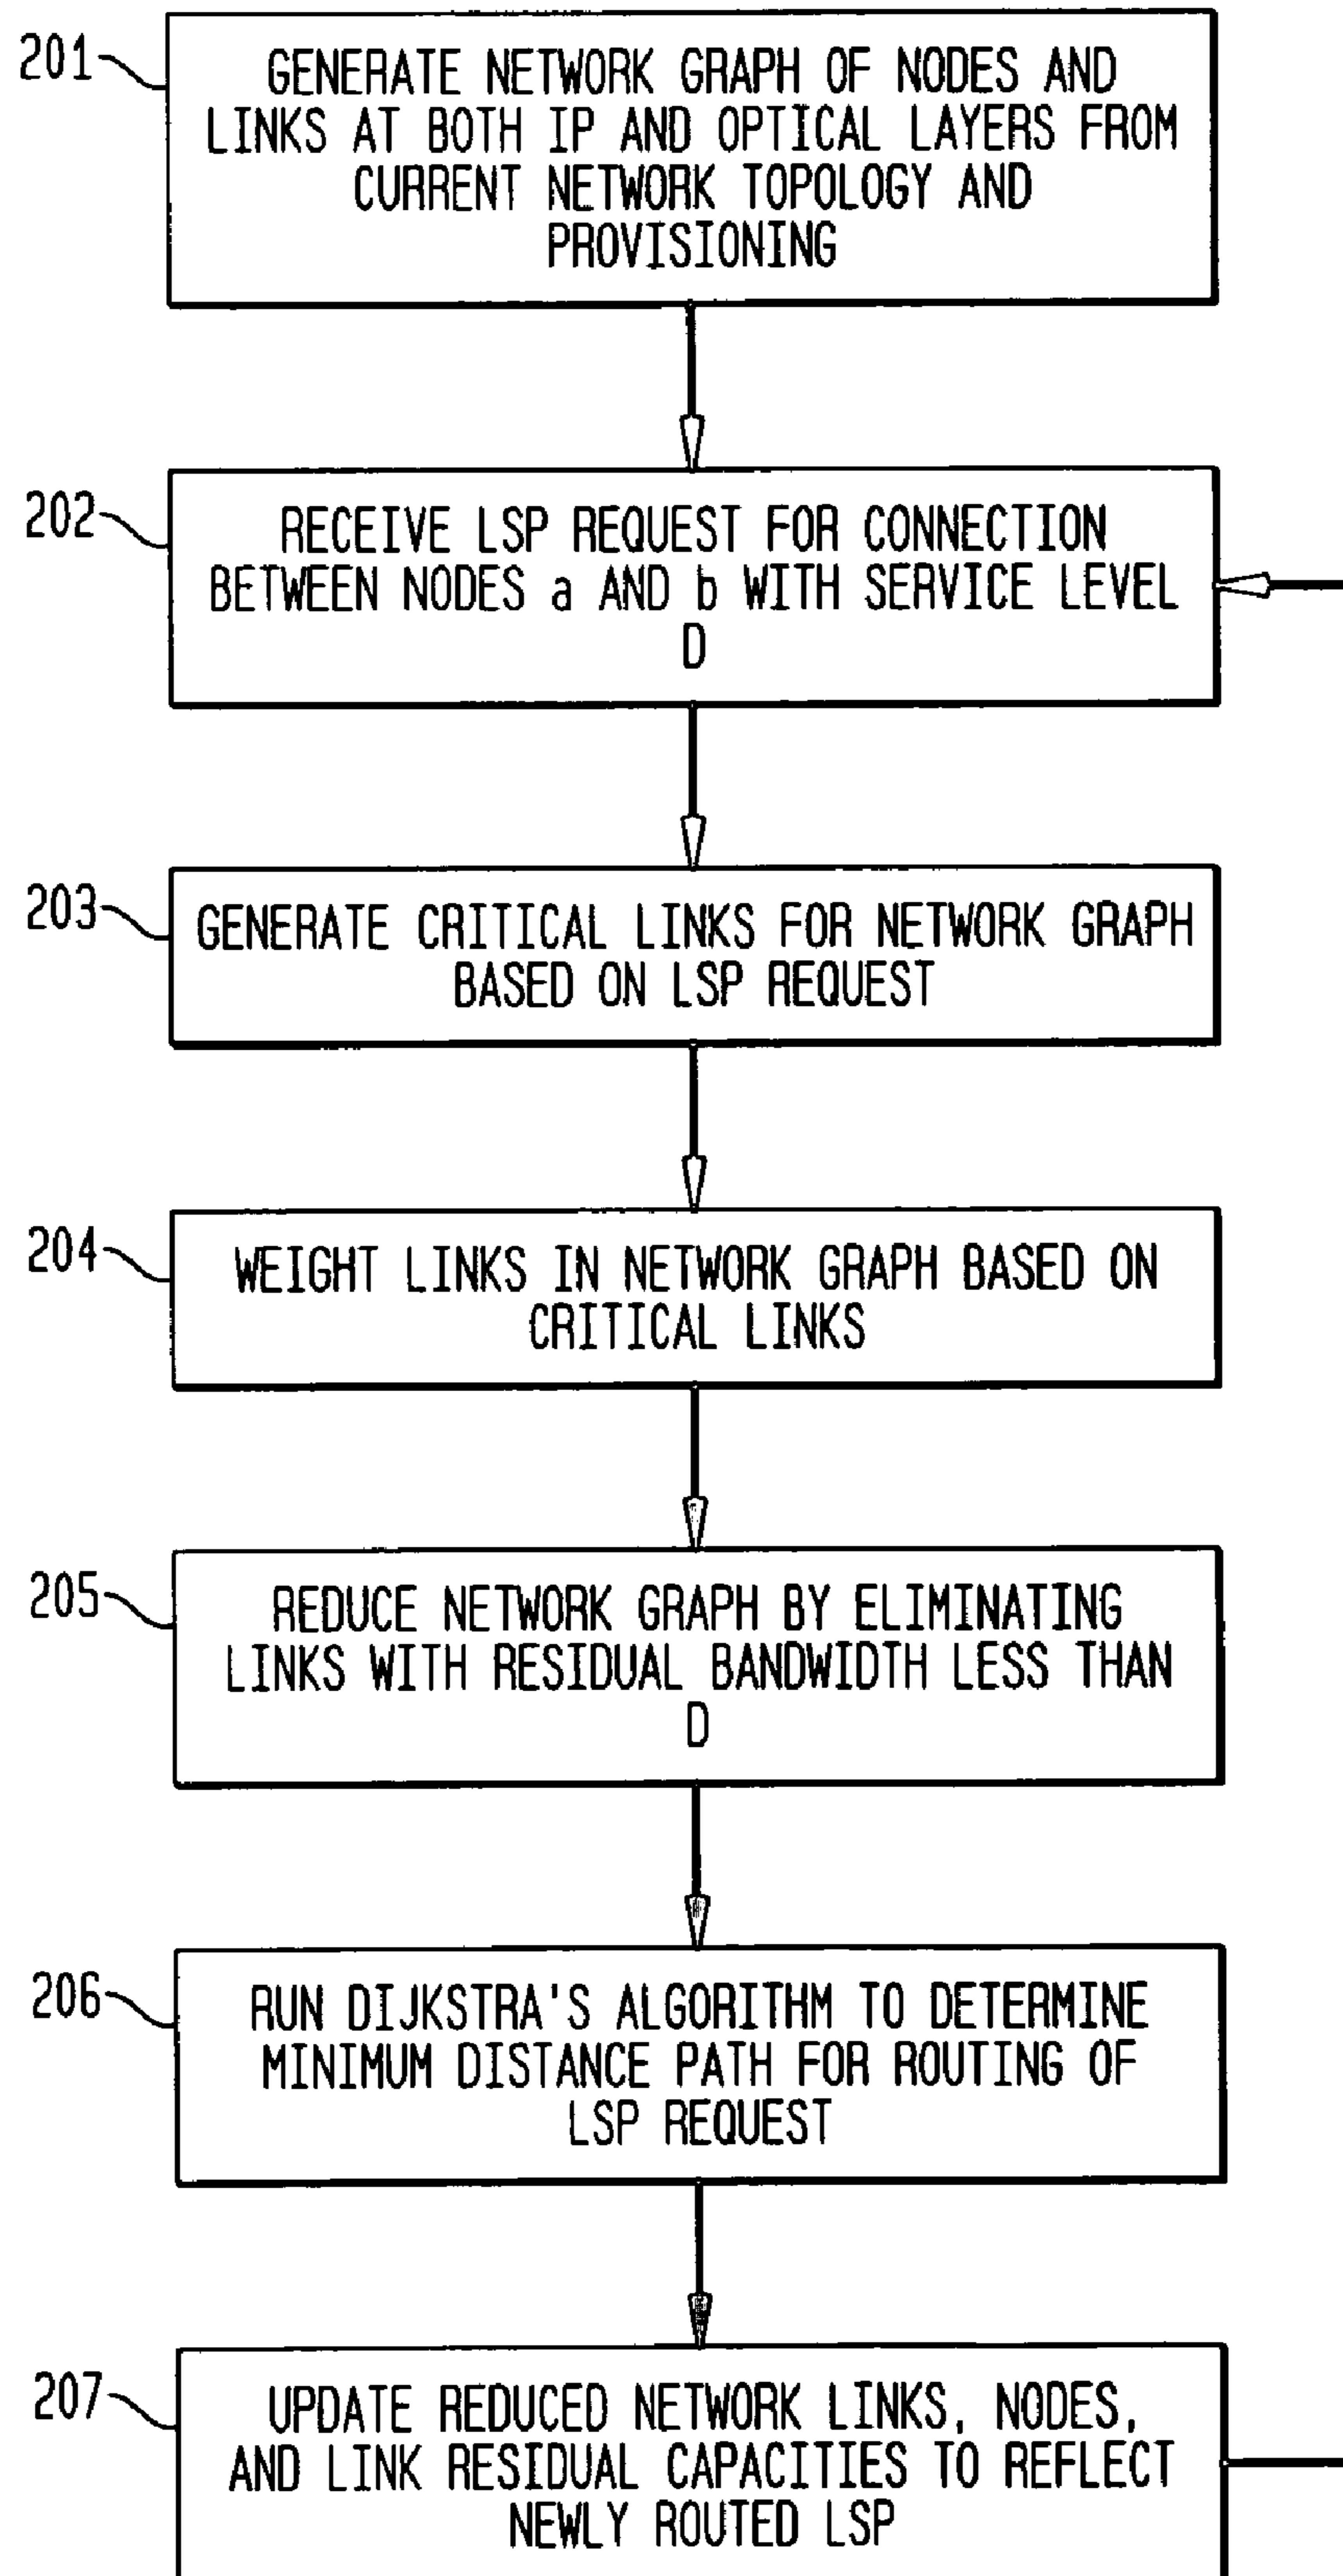 201
GENERATE NETWORK GRAPH OF NODES AND
LINKS AT BOTH IP AND OPTICAL LAYERS FROM
CURRENT NETWORK TOPOLOGY AND
PROVISIONING
202
RECEIVE LSP REQUEST FOR CONNECTION
BETWEEN NODES a AND b WITH SERVICE LEVEL
D
203
GENERATE CRITICAL LINKS FOR NETWORK GRAPH
BASED ON LSP REQUEST
204
WEIGHT LINKS IN NETWORK GRAPH BASED ON
CRITICAL LINKS
205
REDUCE NETWORK GRAPH BY ELIMINATING
LINKS WITH RESIDUAL BANDWIDTH LESS THAN
D
206
RUN DIJKSTRA'S ALGORITHM TO DETERMINE
MINIMUM DISTANCE PATH FOR ROUTING OF
LSP REQUEST
207
UPDATE REDUCED NETWORK LINKS, NODES,
AND LINK RESIDUAL CAPACITIES TO REFLECT
NEWLY ROUTED LSP